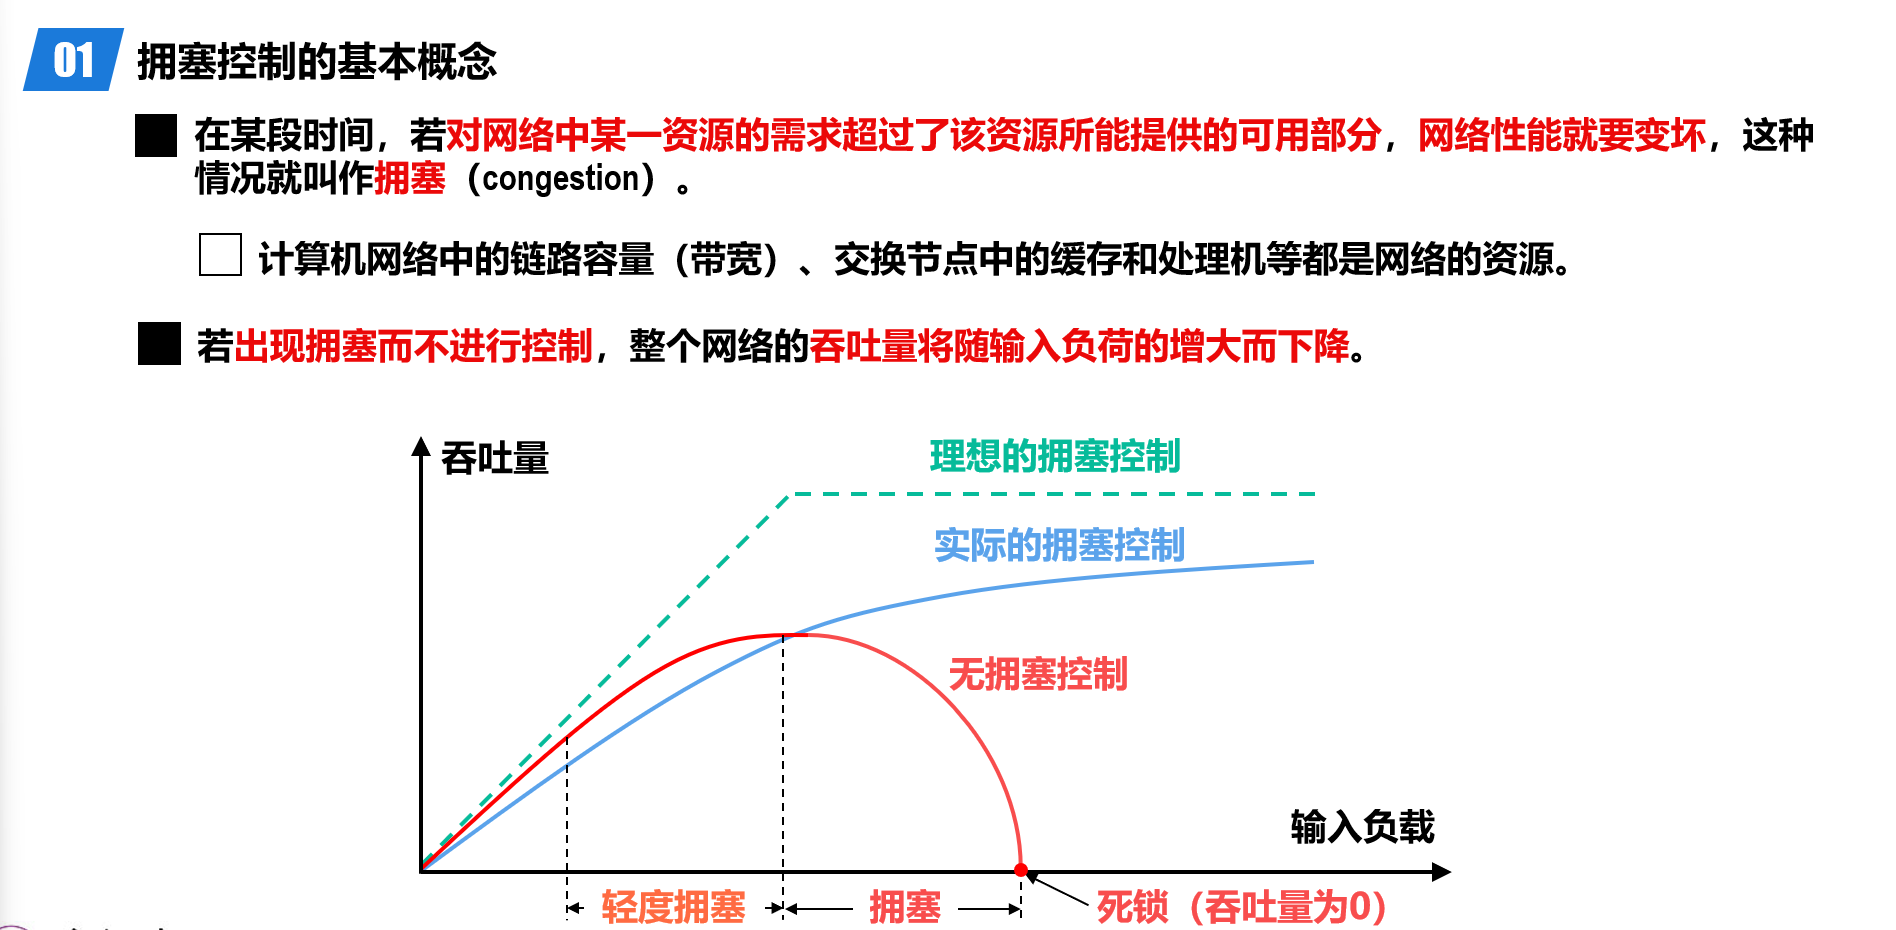 01 拥塞控制的基本概念
在某段时间，若对网络中某一资源的需求超过了该资源所能提供的可用部分，网络性能就要变坏，这种
情况就叫作拥塞（congestion）。
计算机网络中的链路容量（带宽）、交换节点中的缓存和处理机等都是网络的资源。
若出现拥塞而不进行控制，整个网络的吞吐量将随输入负荷的增大而下降。
吞吐量
理想的拥塞控制
实际的拥塞控制
无拥塞控制
输入负载
轻度拥塞
拥塞
死锁（吞吐量为0）